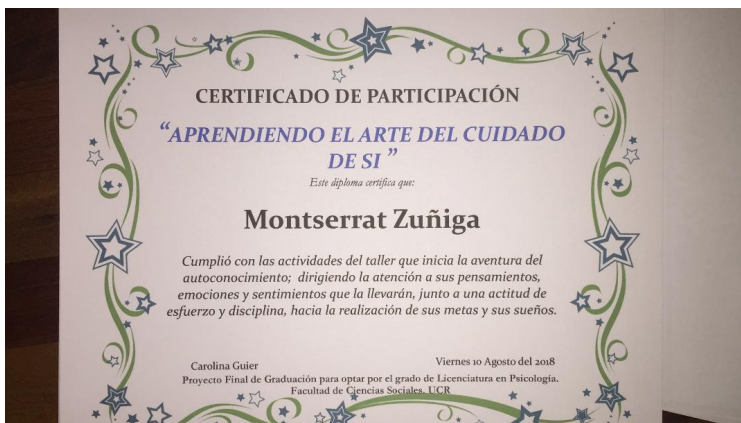 CERTIFICADO DE PARTICIPACIÓN
“APRENDIENDO EL ARTE DEL CUIDADO
DE SI ”
Este diploma certifica que:
Montserrat Zuñiga
Cumplió con las actividades del taller que inicia la aventura del
autoconocimiento; dirigiendo la atención a sus pensamientos,
emociones y sentimientos que la llevarán, junto a una actitud de
esfuerzo y disciplina, hacia la realización de sus metas y sus sueños.
Carolina Guier
Viernes 10 Agosto del 2018
Proyecto Final de Graduación para optar por el grado de Licenciatura en Psicología.
Facultad de Ciencias Sociales. UCR